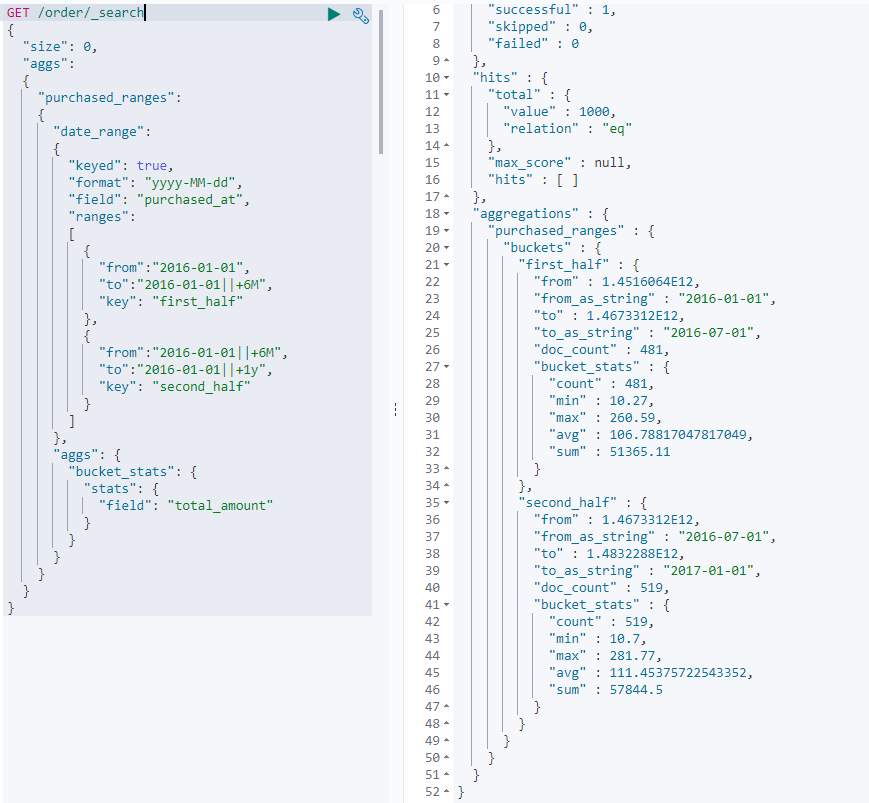 GET /order/_search
{
  "size": 0,
  "aggs":
  {
    "purchased_ranges":
    {
      "date_range":
      {
        "keyed": true,
        "format": "yyyy-MM-dd",
        "field": "purchased_at",
        "ranges":
        [
          {
            "from":"2016-01-01",
            "to":"2016-01-01||+6M",
            "key": "first_half"
          },
          {
            "from":"2016-01-01||+6M",
            "to":"2016-01-01||+1y",
            "key": "second_half"
          }
        ]
      },
      "aggs": {
        "bucket_stats": {
          "stats": {
            "field": "total_amount"
          }
        }
      }
    }
  }
}
6 "successful" : 1,
7 "skipped" : 0,
8 "failed" : 0
9 },
10 "hits" : {
11 "total" : {
12 "value" : 1000,
13 "relation" : "eq"
14 },
15 "max_score" : null,
16 "hits" : [ ]
17 },
18 "aggregations" : {
19 "purchased_ranges" : {
20 "buckets" : {
21 "first_half" : {
22 "from" : 1.4516064E12,
23 "from_as_string" : "2016-01-01",
24 "to" : 1.4673312E12,
25 "to_as_string" : "2016-07-01",
26 "doc_count" : 481,
27 "bucket_stats" : {
28 "count" : 481,
29 "min" : 10.27,
30 "max" : 260.59,
31 "avg" : 106.78817047817049,
32 "sum" : 51365.11
33 }
34 },
35 "second_half" : {
36 "from" : 1.4673312E12,
37 "from_as_string" : "2016-07-01",
38 "to" : 1.4832288E12,
39 "to_as_string" : "2017-01-01",
40 "doc_count" : 519,
41 "bucket_stats" : {
42 "count" : 519,
43 "min" : 10.7,
44 "max" : 281.77,
45 "avg" : 111.45375722543352,
46 "sum" : 57844.5
47 }
48 }
49 }
50 }
51 }
52 }